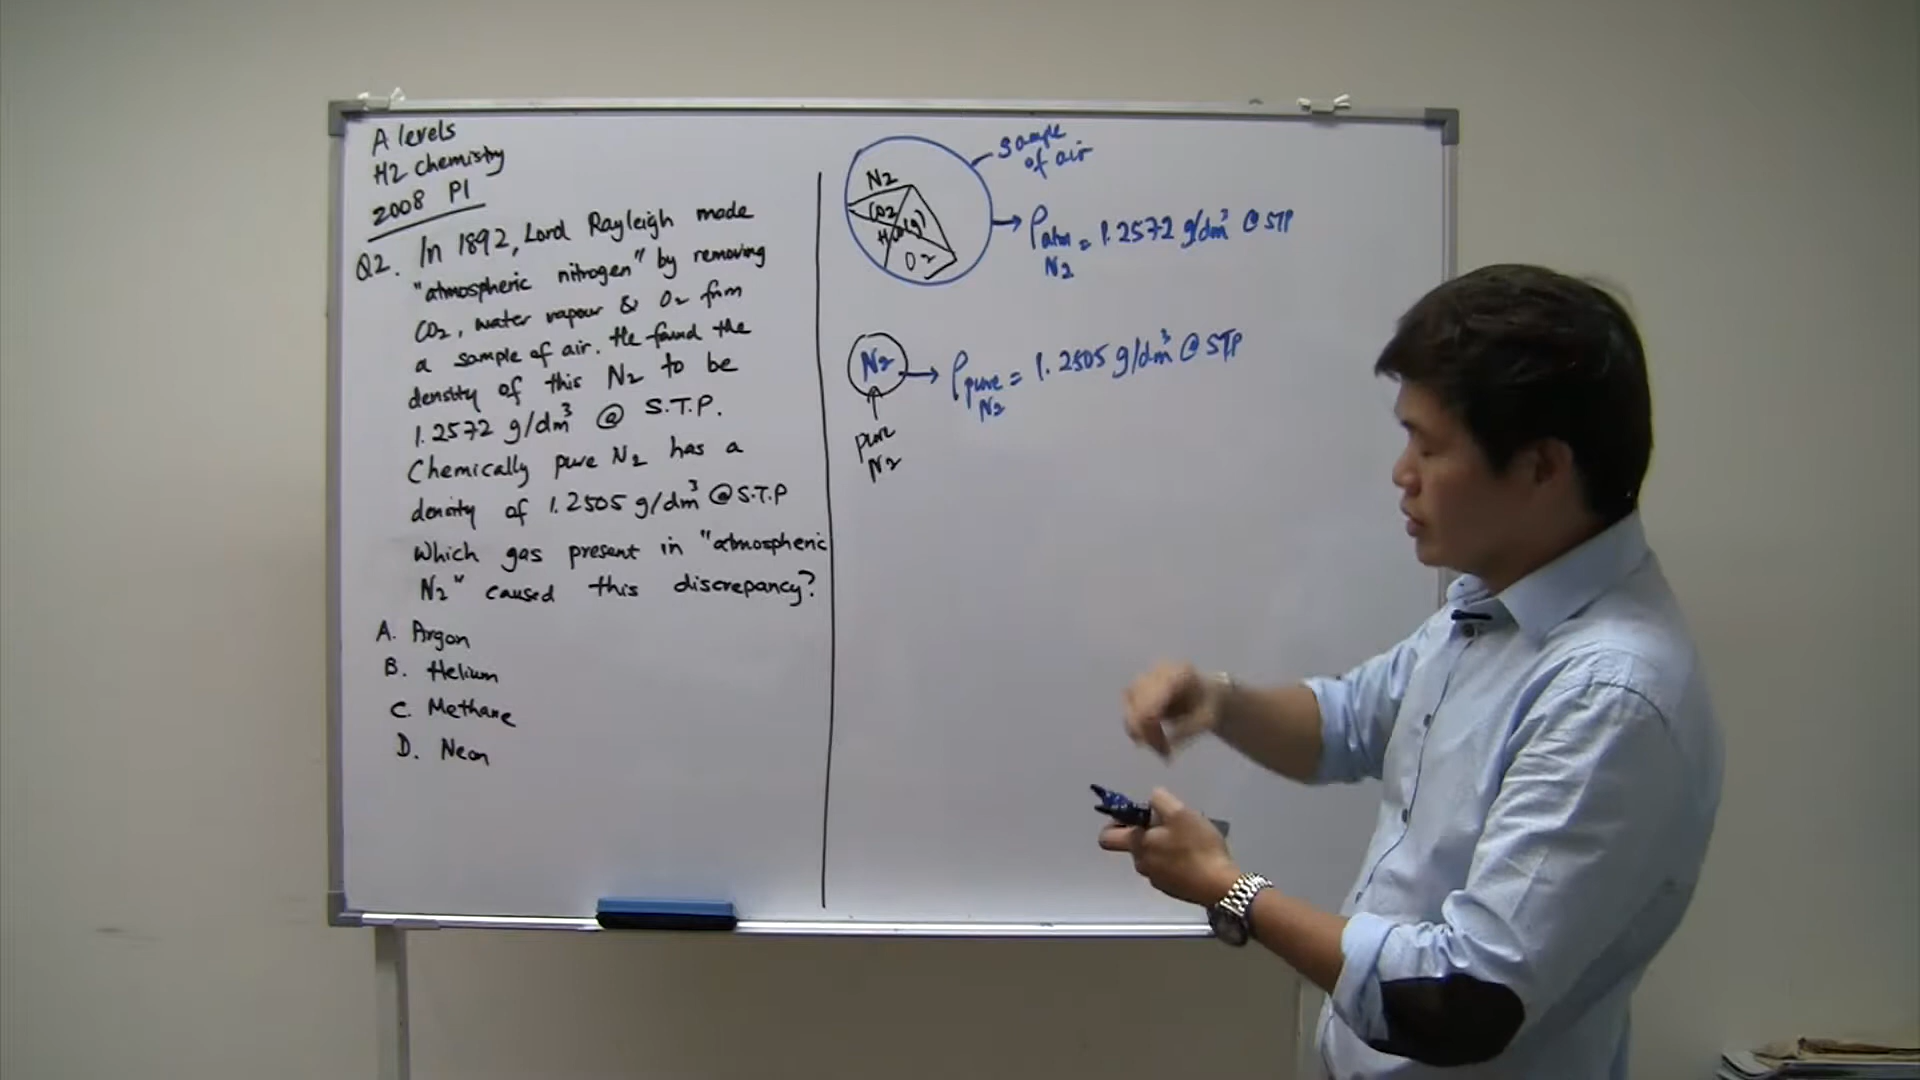 A levels
H2 chemistry
2008 P1
Q2. In 1892, Lord Rayleigh made
"atmospheric nitrogen" by removing
CO2, water vapour & O2 from
a sample of air. He found the
density of this N2 to be
1.2572 g/dm³ @ S.T.P.
Chemically pure N2 has a
density of 1.2505 g/dm³ @ S.T.P
Which gas present in "atmospheric
N2" caused this discrepancy?
A. Argon
B. Helium
C. Methane
D. Neon
sample
of air
N2
CO2
H2O(g)
O2
ρatm N2 = 1.2572 g/dm³ @ STP
N2
ρpure N2 = 1.2505 g/dm³ @ STP
pure
N2